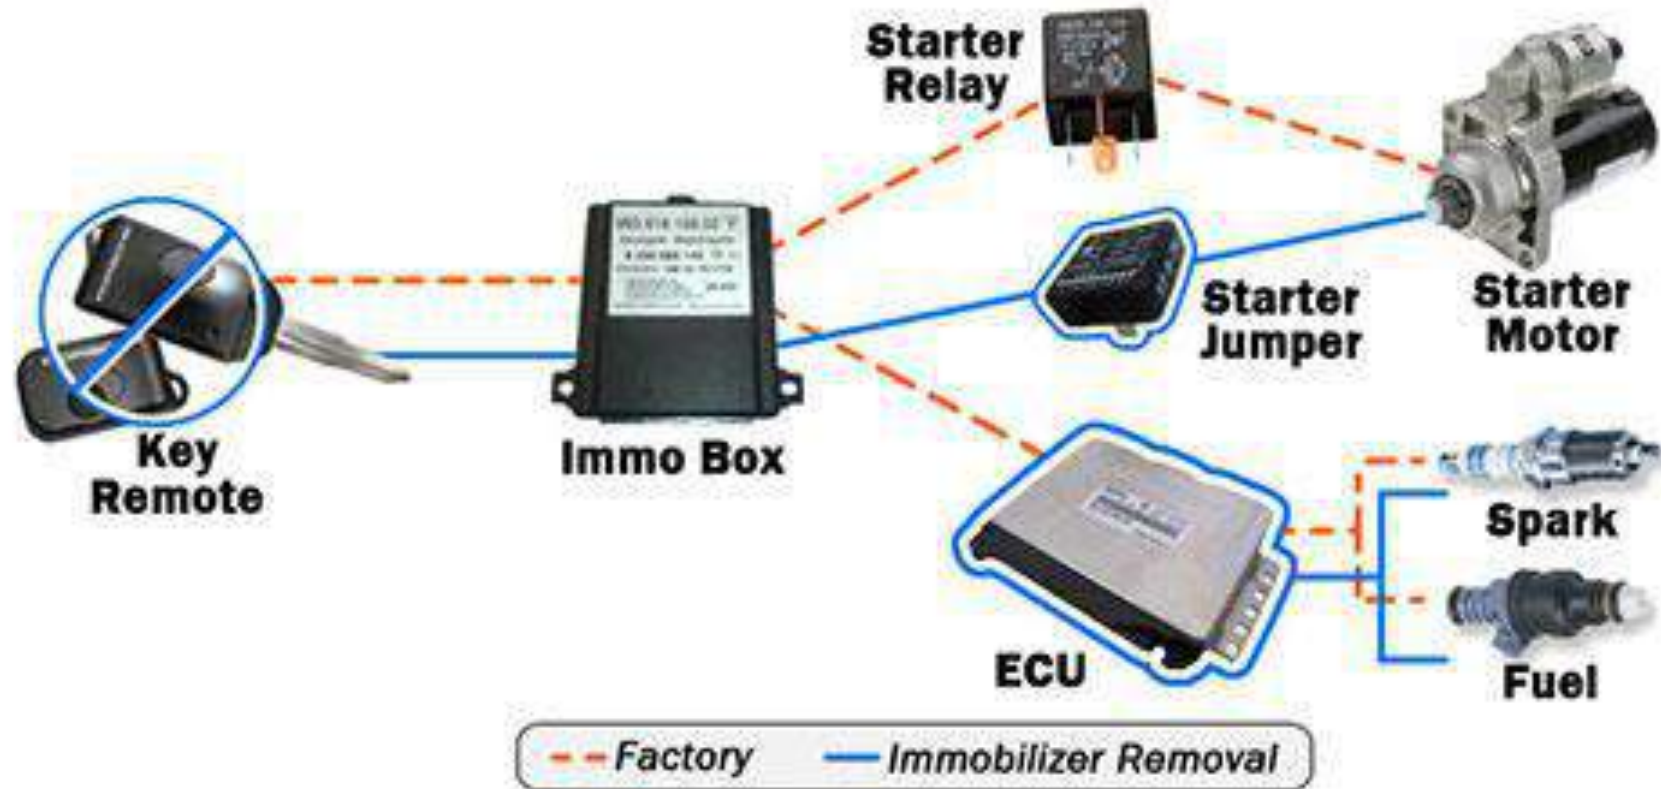 Starter
Relay
Key
Remote
Immo Box
Starter
Jumper
Starter
Motor
ECU
Spark
Fuel
Factory
Immobilizer Removal